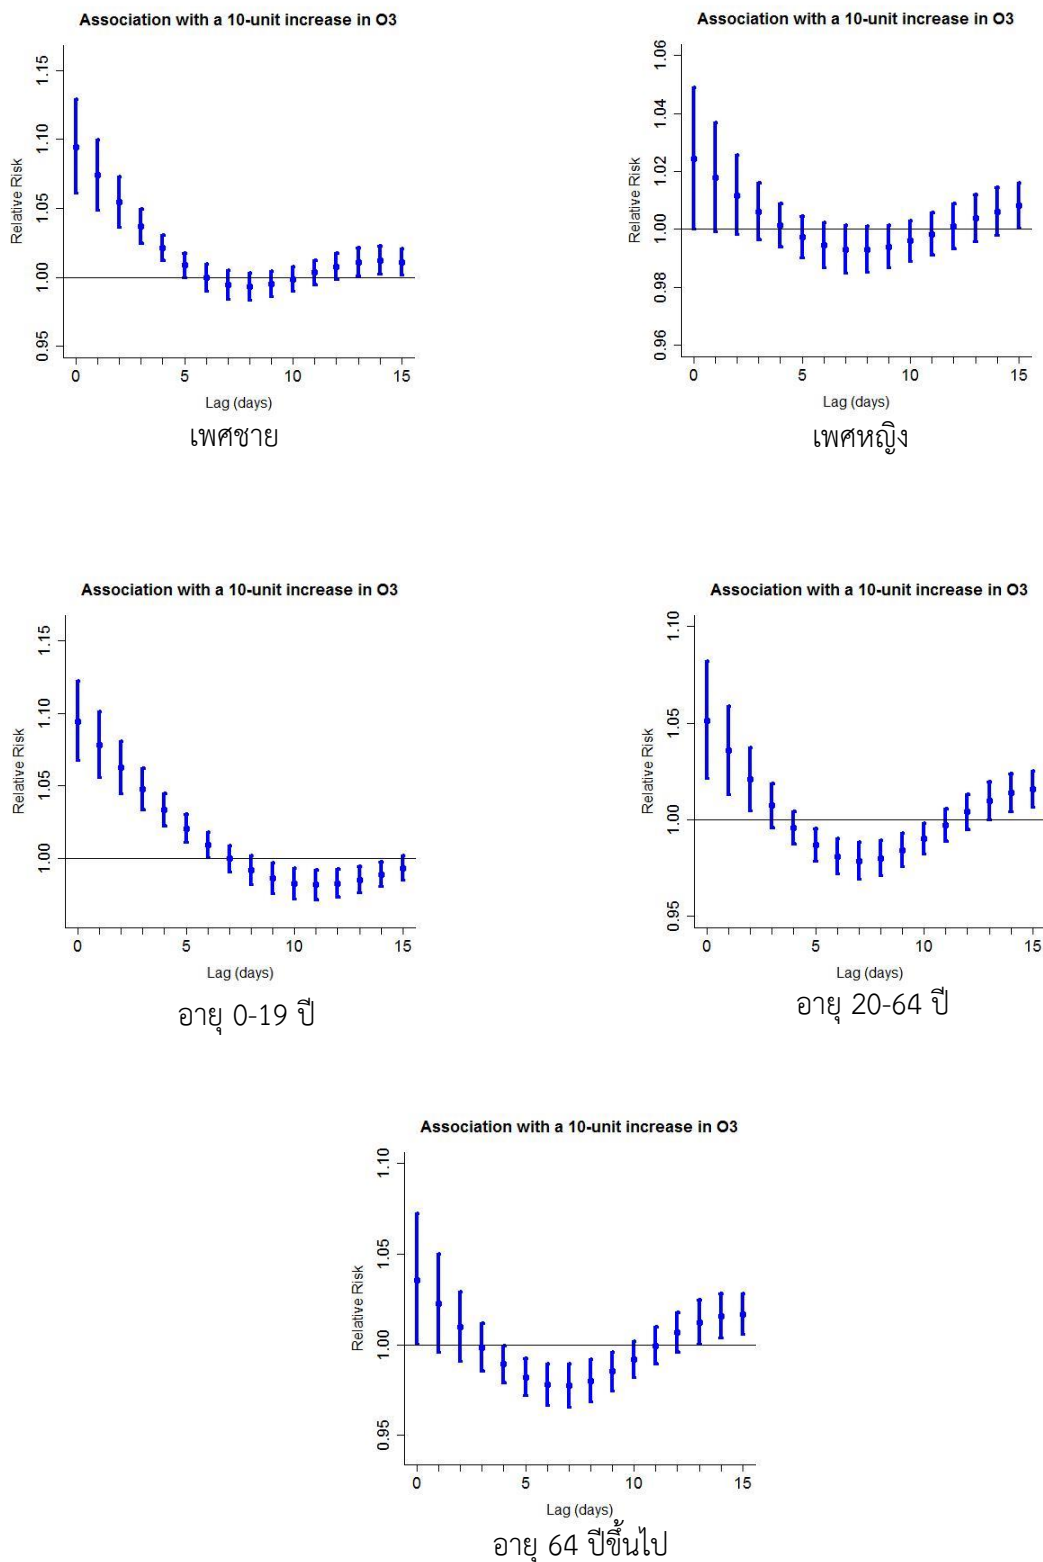 Association with a 10-unit increase in O3
Relative Risk
0.95 1.00 1.05 1.10 1.15
0 5 10 15
Lag (days)
เพศชาย
Association with a 10-unit increase in O3
Relative Risk
0.96 0.98 1.00 1.02 1.04 1.06
0 5 10 15
Lag (days)
เพศหญิง
Association with a 10-unit increase in O3
Relative Risk
1.00 1.05 1.10 1.15
0 5 10 15
Lag (days)
อายุ 0-19 ปี
Association with a 10-unit increase in O3
Relative Risk
0.95 1.00 1.05 1.10
0 5 10 15
Lag (days)
อายุ 20-64 ปี
Association with a 10-unit increase in O3
Relative Risk
0.95 1.00 1.05 1.10
0 5 10 15
Lag (days)
อายุ 64 ปีขึ้นไป